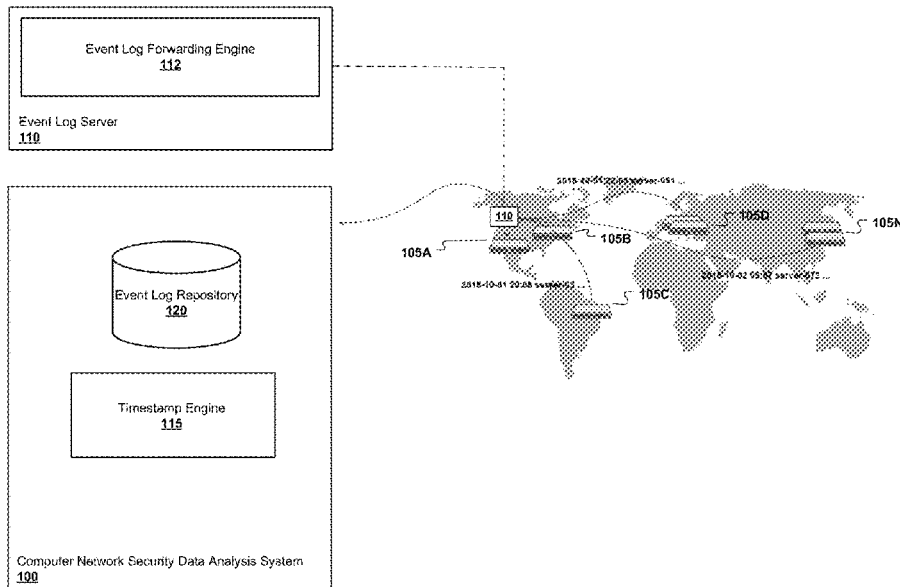 Event Log Forwarding Engine
112
Event Log Server
110
Event Log Repository
120
Timestamp Engine
115
Computer Network Security Data Analysis System
100
110
105A
105B
105C
105D
105N